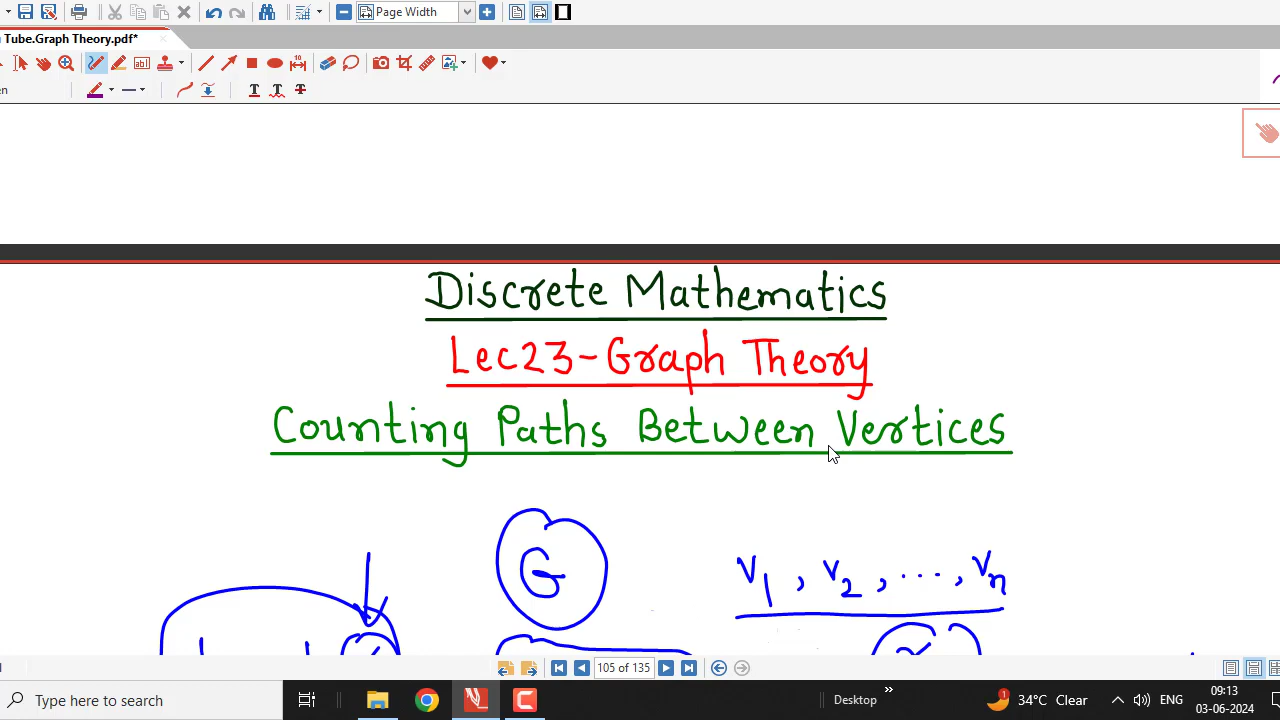 Page Width
Tube.Graph Theory.pdf*
Discrete Mathematics
Lec23-Graph Theory
Counting Paths Between Vertices
G
V1, V2, ..., Vn
105 of 135
Type here to search
Desktop
34°C Clear
ENG
09:13
03-06-2024